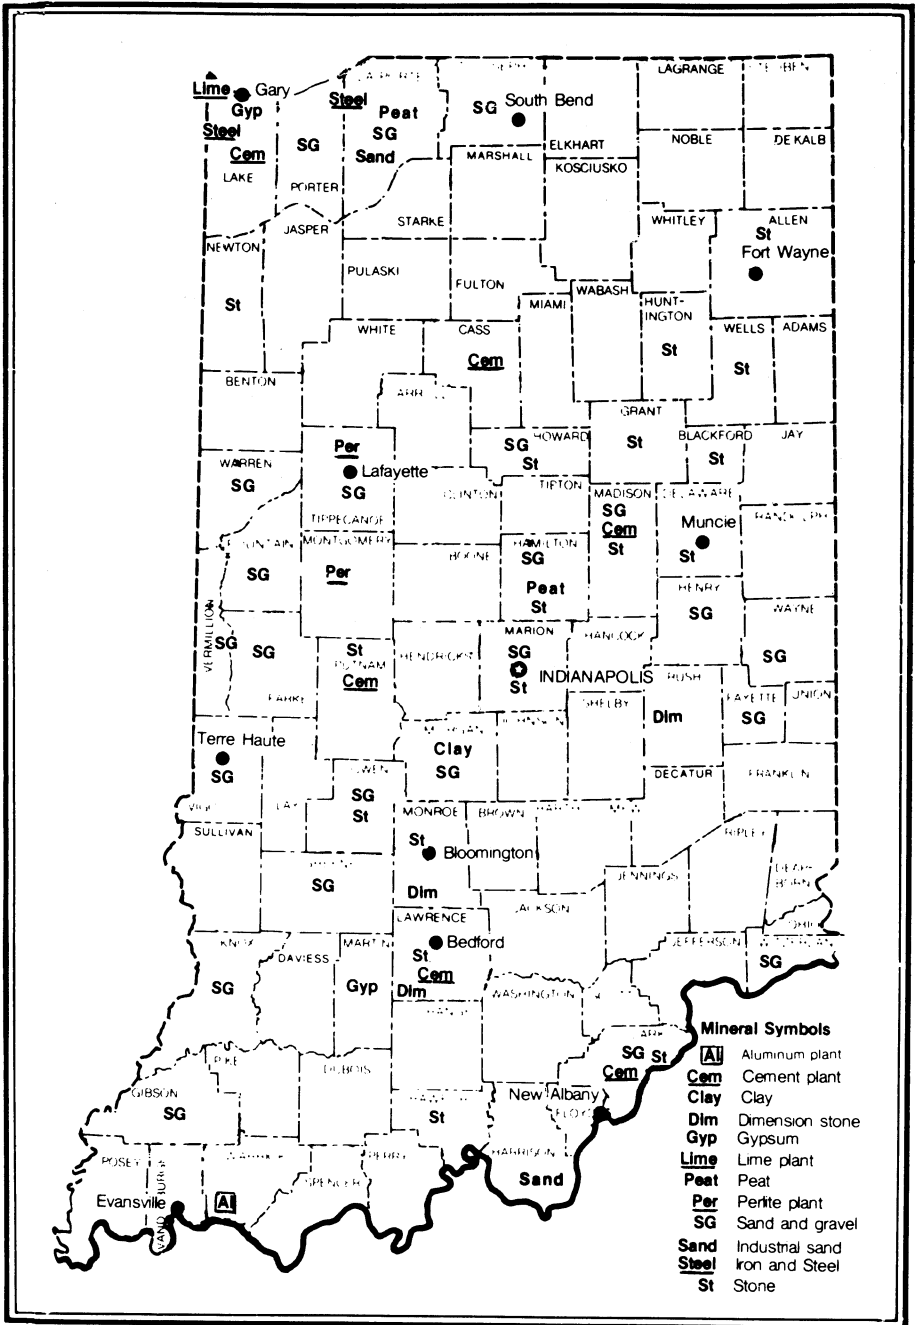 LAGRANGE
Lime
Gary
Steel
Gyp
Peat
SG
South Bend
Steel
Cem
SG
SG
Sand
NOBLE
DE KALB
ELKHART
MARSHALL
KOSCIUSKO
LAKE
PORTER
STARKE
WHITLEY
ALLEN
JASPER
St
NEWTON
Fort Wayne
PULASKI
FULTON
WABASH
MIAMI
HUNT-
INGTON
St
WHITE
CASS
WELLS
ADAMS
St
Cem
St
BENTON
GRANT
HOWARD
BLACKFORD
JAY
Per
SG
St
St
St
WARREN
Lafayette
SG
SG
CLINTON
TIPTON
MADISON
DELAWARE
SG
TIPPECANOE
Muncie
RANDOLPH
Cem
MONTGOMERY
HAMILTON
St
St
BOONE
SG
SG
Per
Peat
HENRY
St
SG
WAYNE
VERMILLION
MARION
HANCOCK
SG
SG
St
HENDRICKS
SG
SG
PUTNAM
INDIANAPOLIS
RUSH
Cem
St
FAYETTE
UNION
SHELBY
Dim
SG
Terre Haute
Clay
SG
SG
DECATUR
FRANKLIN
SG
St
MONROE
BROWN
SULLIVAN
St
RIPLEY
Bloomington
SG
Dim
JENNINGS
DEAR-
BORN
JACKSON
LAWRENCE
KNOX
MARTIN
Bedford
JEFFERSON
DAVIESS
St
SG
Cem
SG
Gyp
Dim
WASHINGTON
PIKE
DUBOIS
SG
St
Cem
GIBSON
SG
St
New Albany
POSEY
HARRISON
PERRY
Sand
SPENCER
Evansville
Al
Mineral Symbols
Al Aluminum plant
Cem Cement plant
Clay Clay
Dim Dimension stone
Gyp Gypsum
Lime Lime plant
Peat Peat
Per Perlite plant
SG Sand and gravel
Sand Industrial sand
Steel Iron and Steel
St Stone